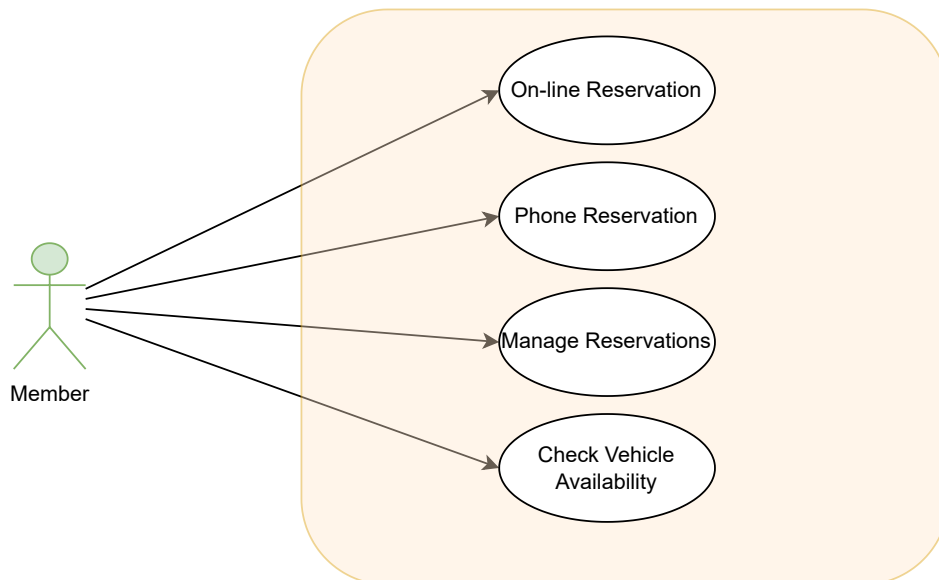 On-line Reservation
Phone Reservation
Manage Reservations
Member
Check Vehicle
Availability